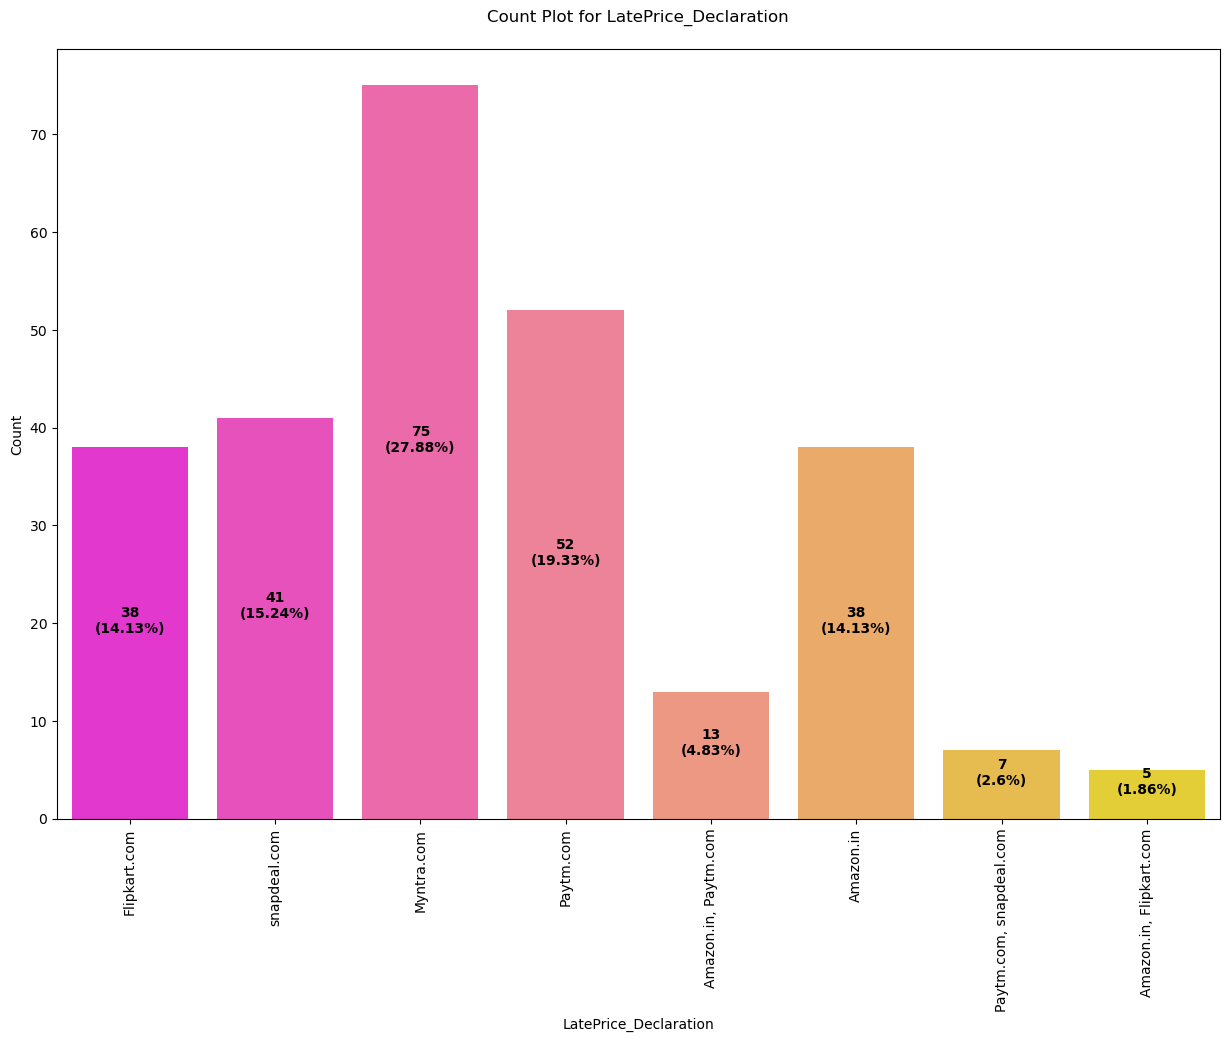 Count Plot for LatePrice_Declaration
Count
70
60
50
40
30
20
10
0
38
(14.13%)
41
(15.24%)
75
(27.88%)
52
(19.33%)
13
(4.83%)
38
(14.13%)
7
(2.6%)
5
(1.86%)
Flipkart.com
snapdeal.com
Myntra.com
Paytm.com
Amazon.in, Paytm.com
Amazon.in
Paytm.com, snapdeal.com
Amazon.in, Flipkart.com
LatePrice_Declaration